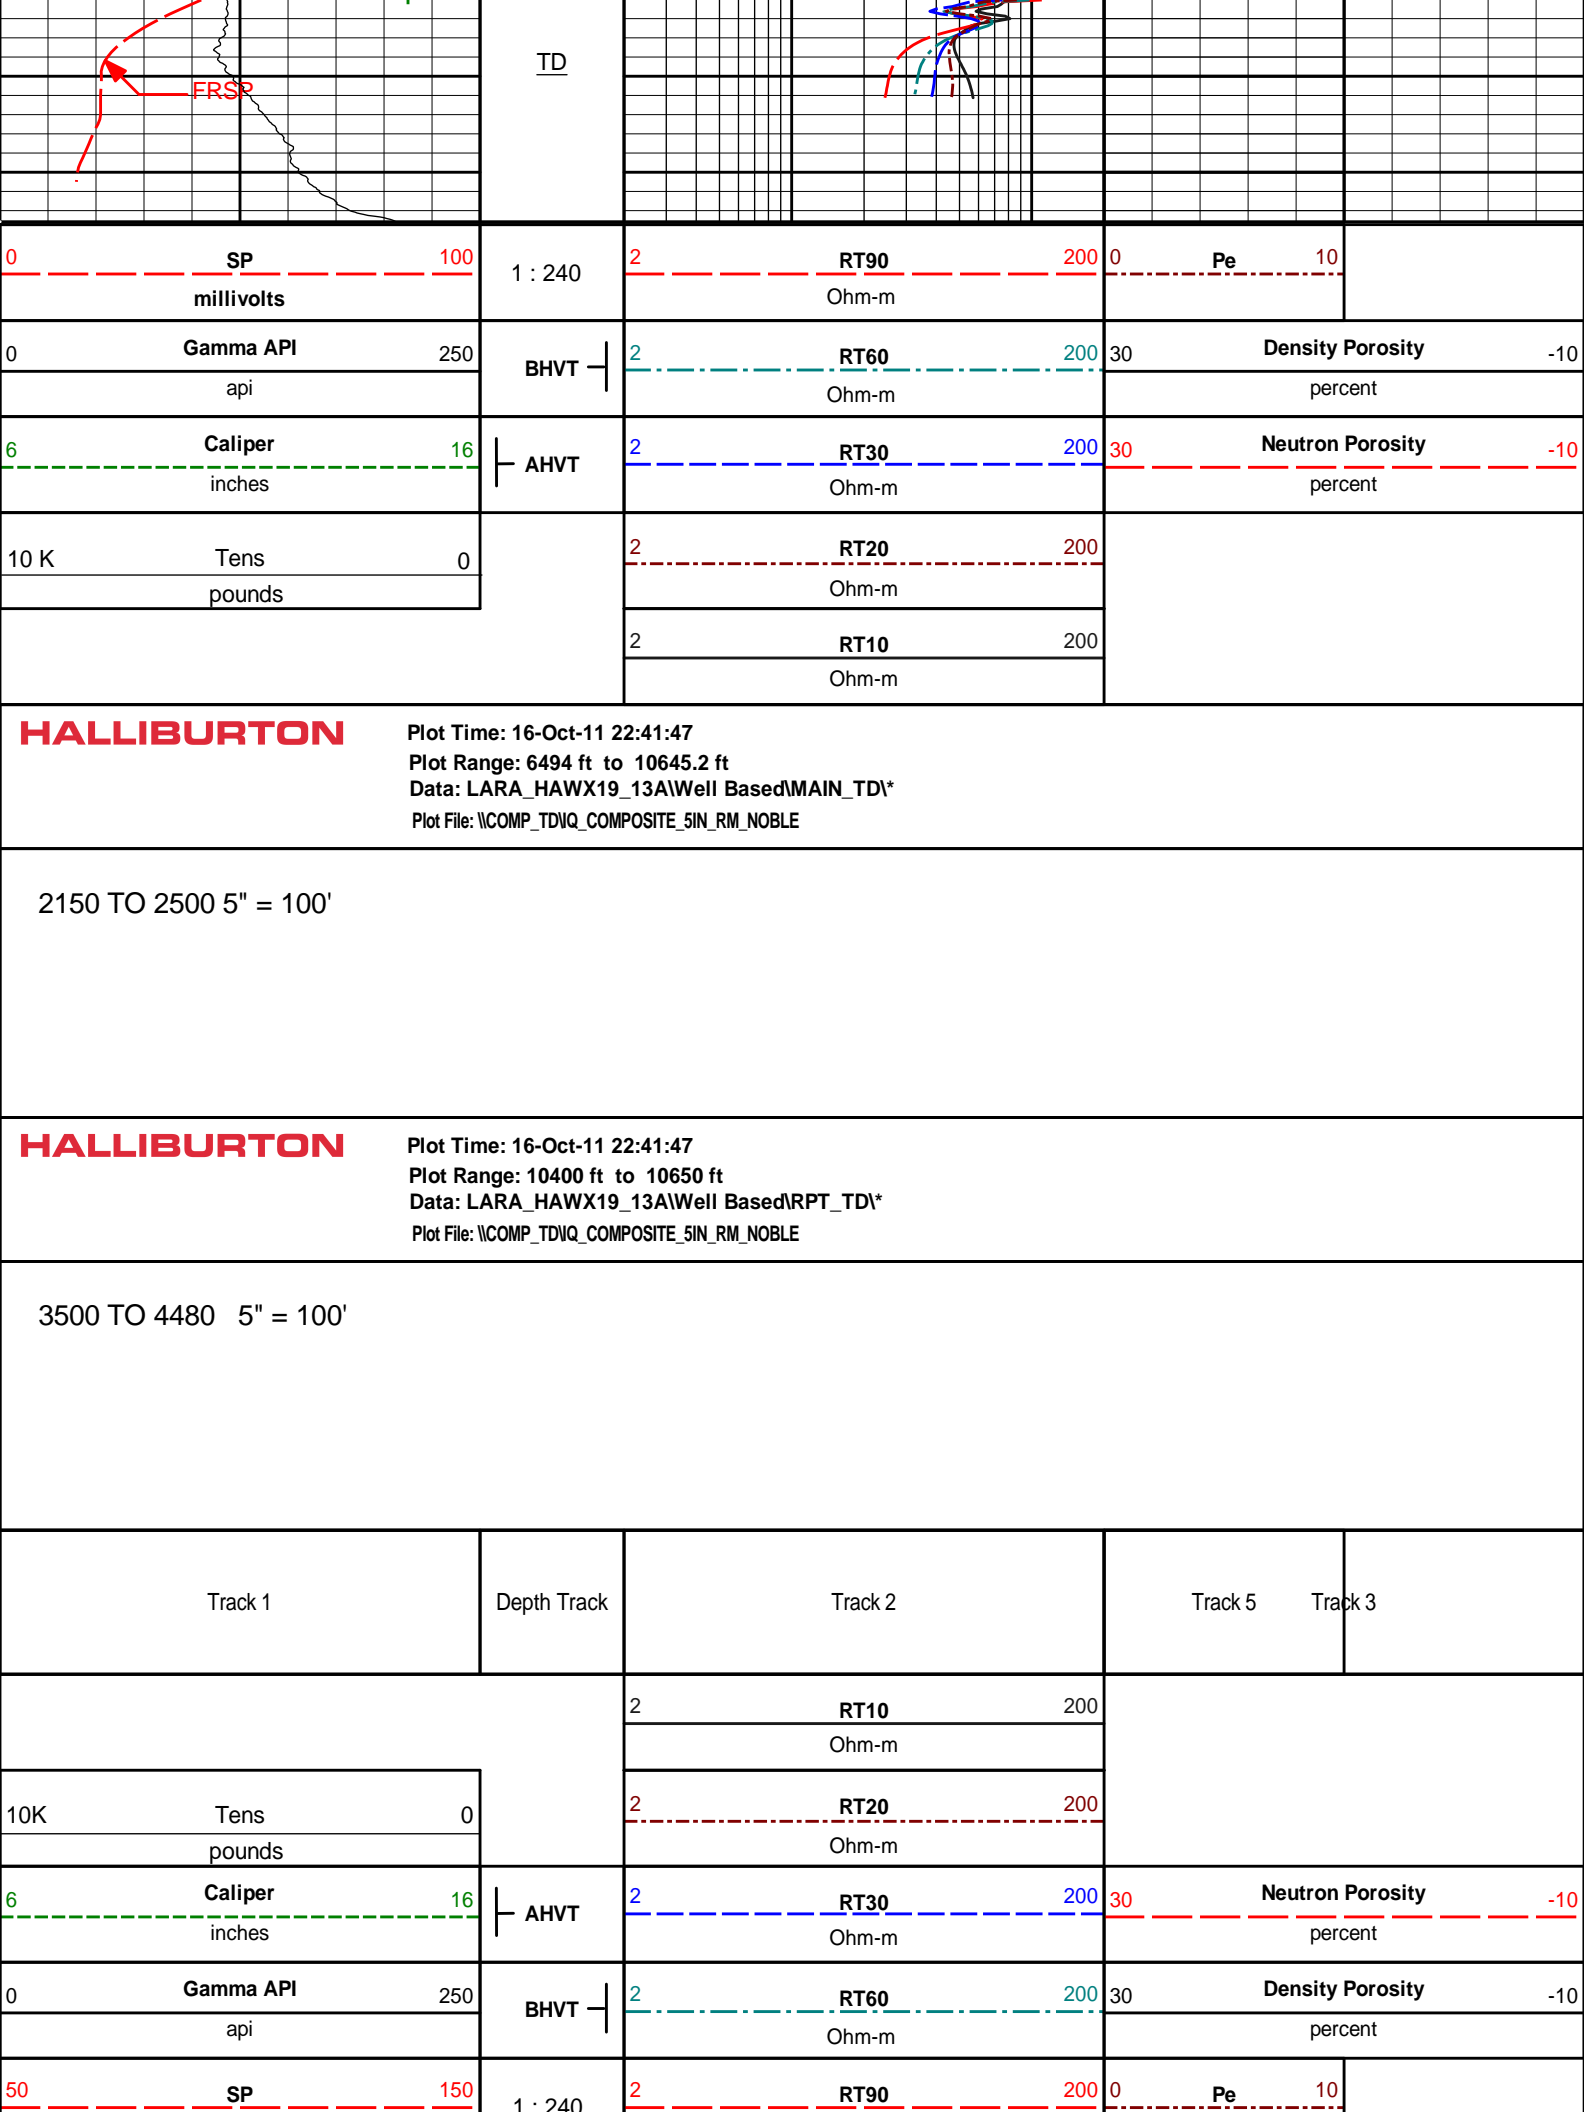 TD
FRSP
0 SP 100
millivolts
1 : 240
2 RT90 200
Ohm-m
0 Pe 10
0 Gamma API 250
api
BHVT
2 RT60 200
Ohm-m
30 Density Porosity -10
percent
6 Caliper 16
inches
AHVT
2 RT30 200
Ohm-m
30 Neutron Porosity -10
percent
10 K Tens 0
pounds
2 RT20 200
Ohm-m
2 RT10 200
Ohm-m
HALLIBURTON
Plot Time: 16-Oct-11 22:41:47
Plot Range: 6494 ft to 10645.2 ft
Data: LARA_HAWX19_13A\Well Based\MAIN_TD\*
Plot File: \\COMP_TD\IQ_COMPOSITE_5IN_RM_NOBLE
2150 TO 2500 5" = 100'
HALLIBURTON
Plot Time: 16-Oct-11 22:41:47
Plot Range: 10400 ft to 10650 ft
Data: LARA_HAWX19_13A\Well Based\RPT_TD\*
Plot File: \\COMP_TD\IQ_COMPOSITE_5IN_RM_NOBLE
3500 TO 4480 5" = 100'
Track 1 Depth Track Track 2 Track 5 Track 3
2 RT10 200
Ohm-m
10K Tens 0
pounds
2 RT20 200
Ohm-m
6 Caliper 16
inches
AHVT
2 RT30 200
Ohm-m
30 Neutron Porosity -10
percent
0 Gamma API 250
api
BHVT
2 RT60 200
Ohm-m
30 Density Porosity -10
percent
50 SP 150
1 : 240
2 RT90 200
0 Pe 10